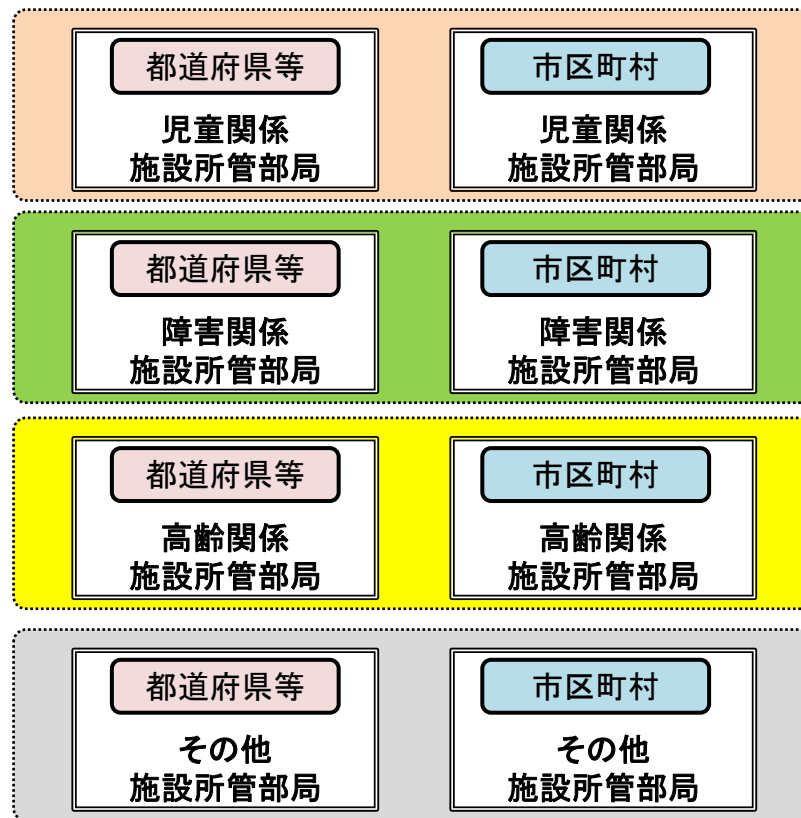 都道府県等
児童関係
施設所管部局
市区町村
児童関係
施設所管部局
都道府県等
障害関係
施設所管部局
市区町村
障害関係
施設所管部局
都道府県等
高齢関係
施設所管部局
市区町村
高齢関係
施設所管部局
都道府県等
その他
施設所管部局
市区町村
その他
施設所管部局